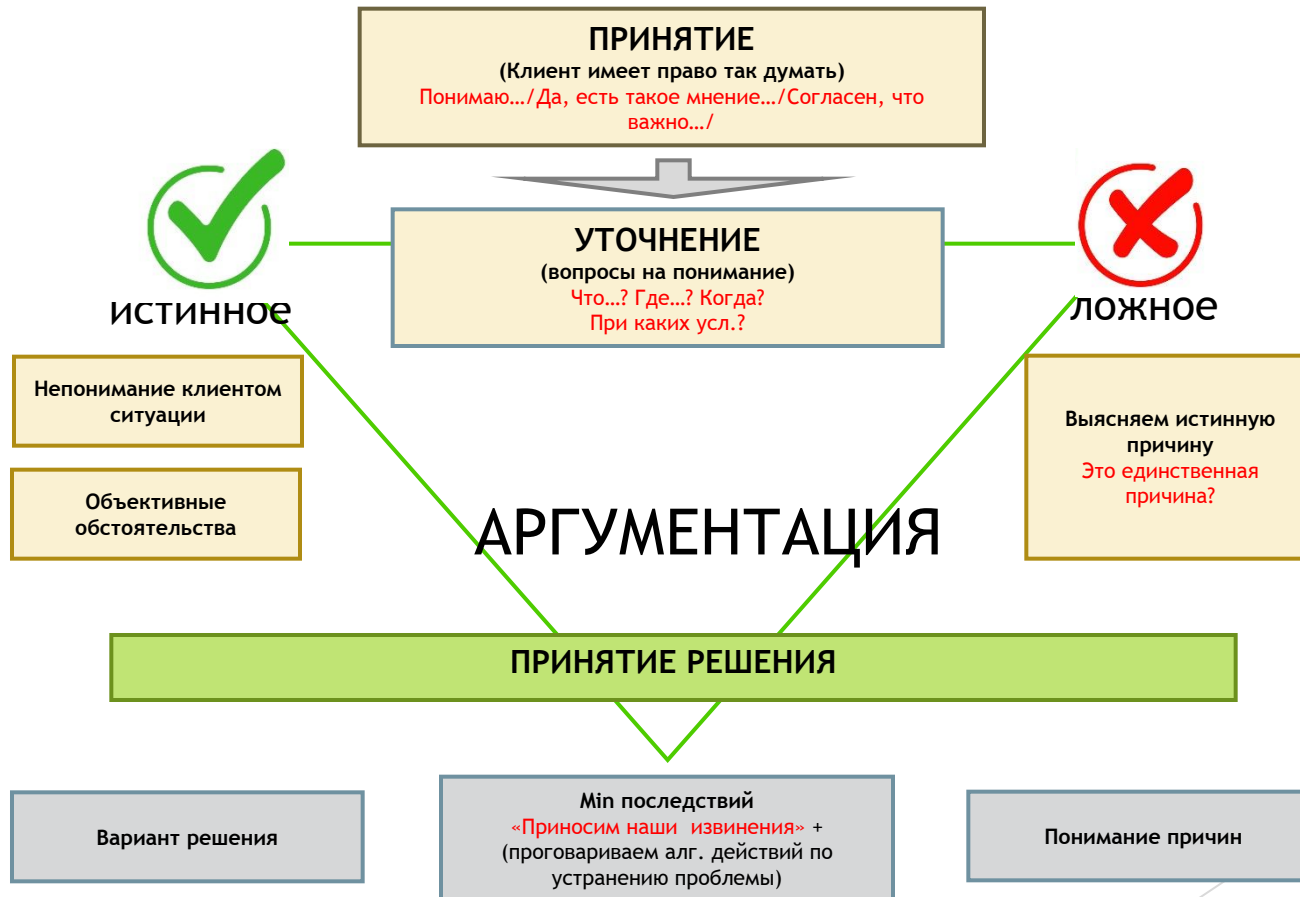 ПРИНЯТИЕ
(Клиент имеет право так думать)
Понимаю…/Да, есть такое мнение…/Согласен, что
важно…/
УТОЧНЕНИЕ
(вопросы на понимание)
Что…? Где…? Когда?
При каких усл.?
истинное
ложное
Непонимание клиентом
ситуации
Объективные
обстоятельства
Выясняем истинную
причину
Это единственная
причина?
АРГУМЕНТАЦИЯ
ПРИНЯТИЕ РЕШЕНИЯ
Вариант решения
Min последствий
«Приносим наши извинения» +
(проговариваем алг. действий по
устранению проблемы)
Понимание причин